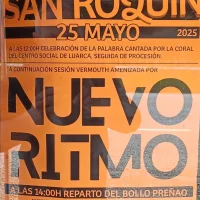 SAN ROQUÍN
25 MAYO
2025
A LAS 12:00H CELEBRACIÓN DE LA PALABRA CANTADA POR LA CORAL
DEL CENTRO SOCIAL DE LUARCA, SEGUIDA DE PROCESIÓN.
A CONTINUACIÓN SESIÓN VERMOUTH AMENIZADA POR
NUEVO
RITMO
A LAS 14:00H REPARTO DEL BOLLO PREÑAO